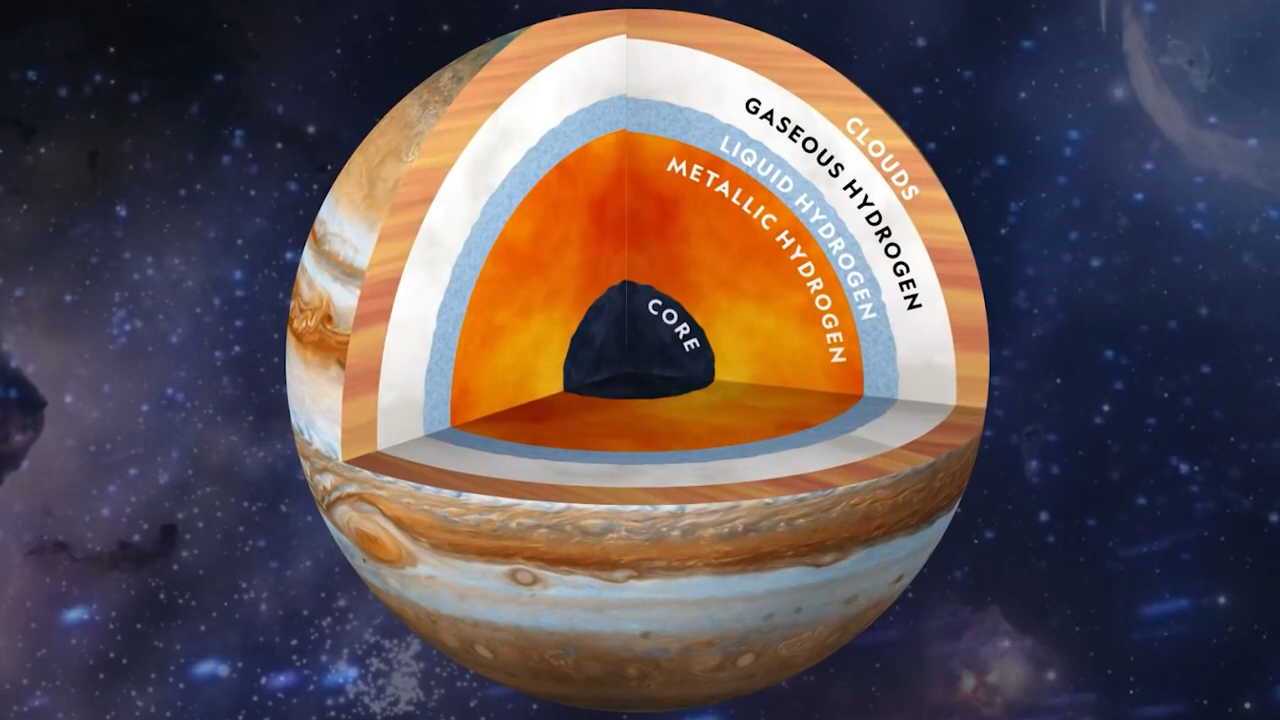 CLOUDS
GASEOUS HYDROGEN
LIQUID HYDROGEN
METALLIC HYDROGEN
CORE